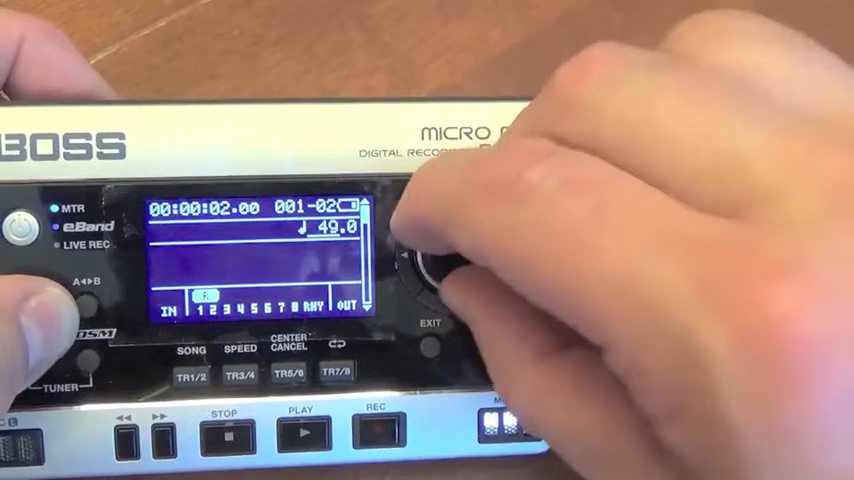 BOSS
MICRO
DIGITAL RECOR
MTR
eBand
LIVE REC
00:00:02.00 001-02
♩ 49.0
R
IN 1 2 3 4 5 6 7 8 RHY OUT
A◄►B
EXIT
TUNER
SONG SPEED CENTER CANCEL
TR1/2 TR3/4 TR5/6 TR7/8
STOP PLAY REC